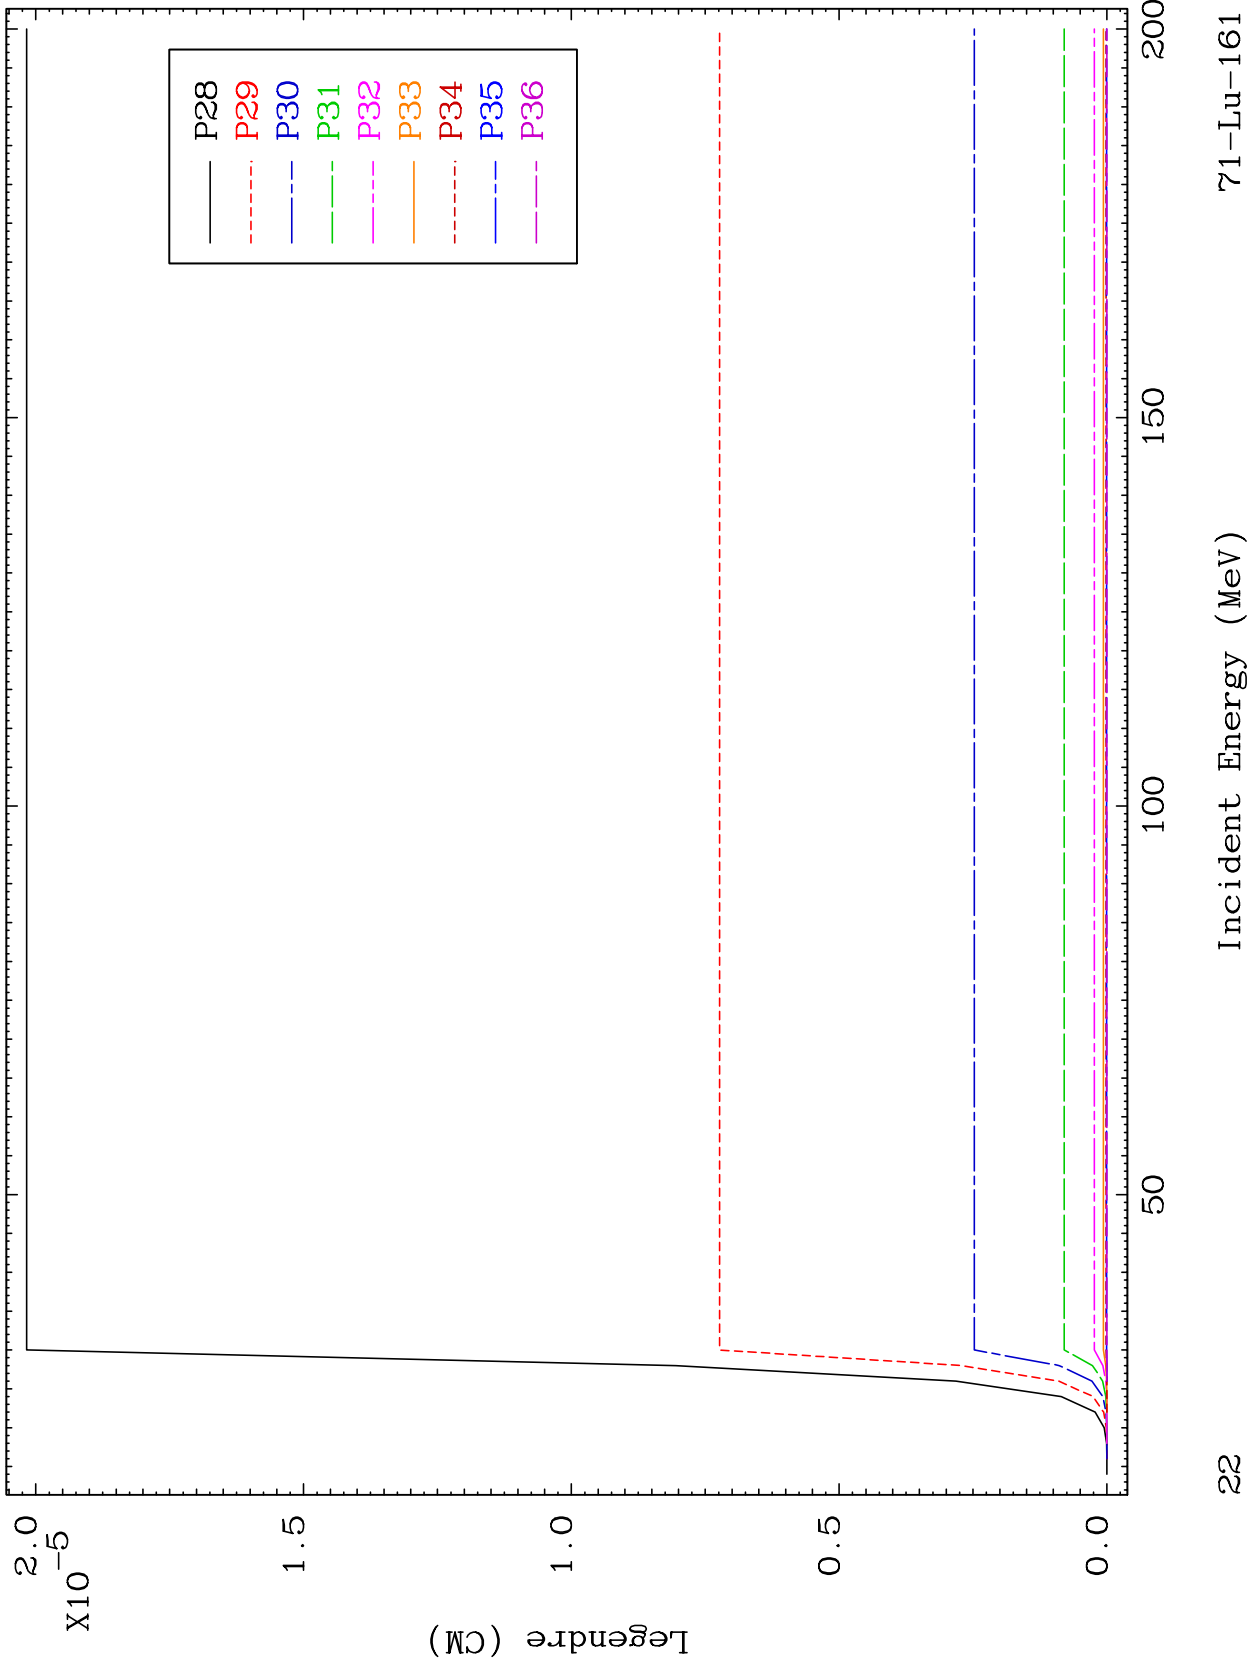 P28
P29
P30
P31
P32
P33
P34
P35
P36
2.0
X10⁻⁵
1.5
1.0
0.5
0.0
Legendre (CM)
50
100
150
200
Incident Energy (MeV)
22
71-Lu-161